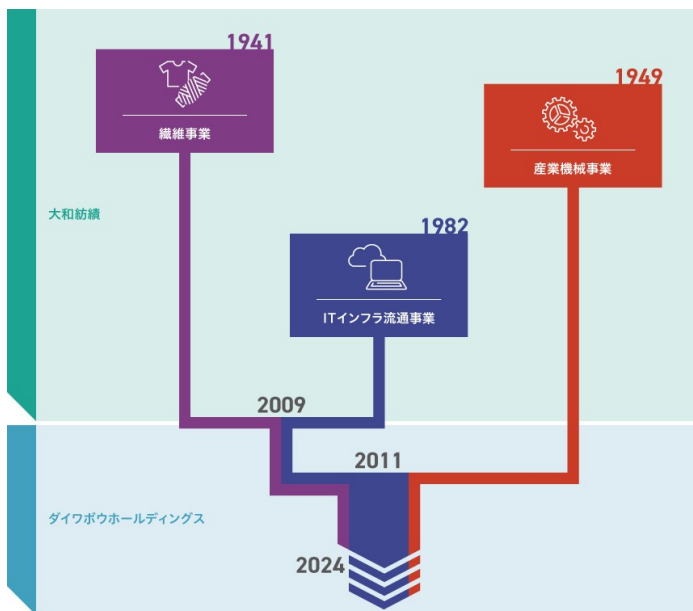 1941
繊維事業
1949
産業機械事業
大和紡績
1982
ITインフラ流通事業
2009
2011
ダイワボウホールディングス
2024